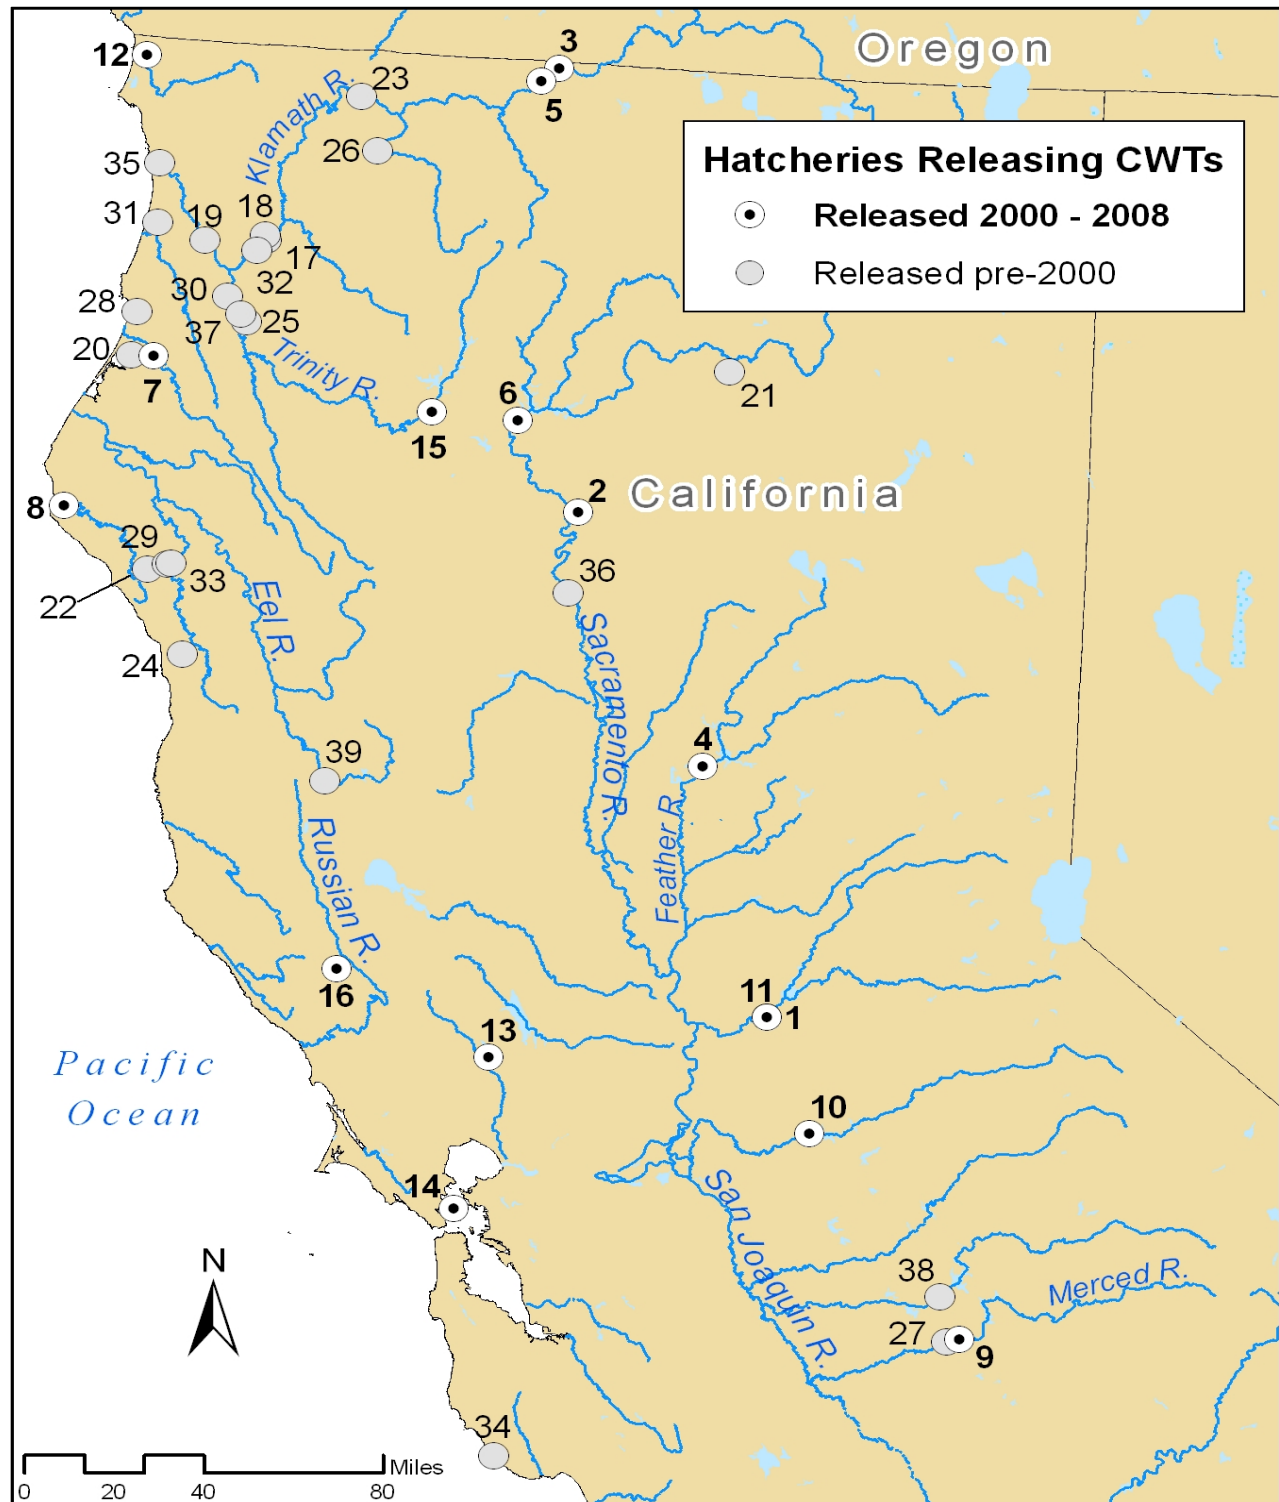 Oregon
12
3
5
23
Klamath R.
26
Hatcheries Releasing CWTs
Released 2000 - 2008
Released pre-2000
35
31
19
18
17
30
32
28
37
25
20
7
Trinity R.
15
6
21
2
California
8
29
33
22
36
Eel R.
24
Sacramento R.
4
39
Feather R.
Russian R.
16
11
1
13
Pacific
Ocean
10
14
San Joaquin R.
N
38
Merced R.
27
9
34
Miles
0 20 40 80